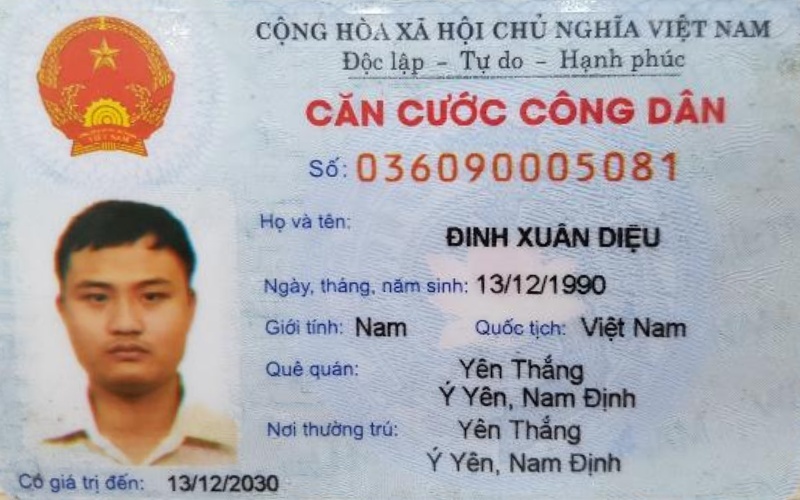 CỘNG HÒA XÃ HỘI CHỦ NGHĨA VIỆT NAM
Độc lập - Tự do - Hạnh phúc
CĂN CƯỚC CÔNG DÂN
Số: 036090005081
Họ và tên:
ĐINH XUÂN DIỆU
Ngày, tháng, năm sinh: 13/12/1990
Giới tính: Nam Quốc tịch: Việt Nam
Quê quán: Yên Thắng
Ý Yên, Nam Định
Nơi thường trú: Yên Thắng
Ý Yên, Nam Định
Có giá trị đến: 13/12/2030